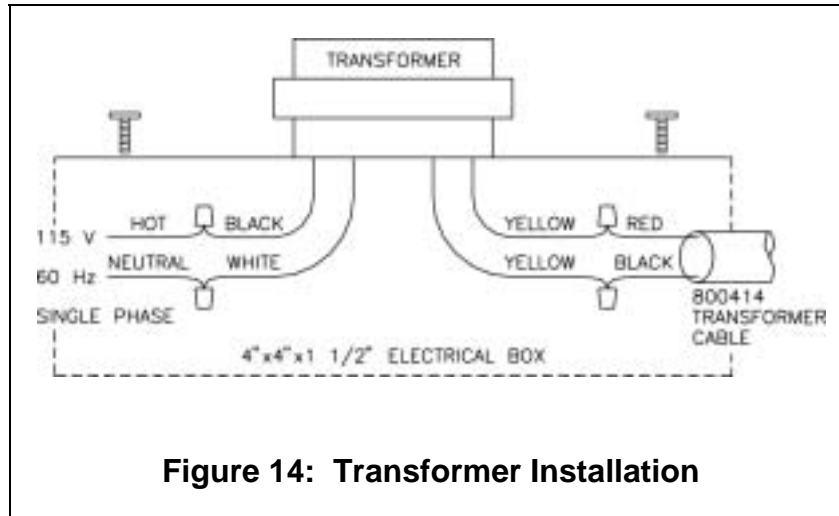 TRANSFORMER
HOT BLACK
115 V
NEUTRAL WHITE
60 Hz
SINGLE PHASE
YELLOW RED
YELLOW BLACK
800414
TRANSFORMER
CABLE
4"x4"x1 1/2" ELECTRICAL BOX
Figure 14: Transformer Installation